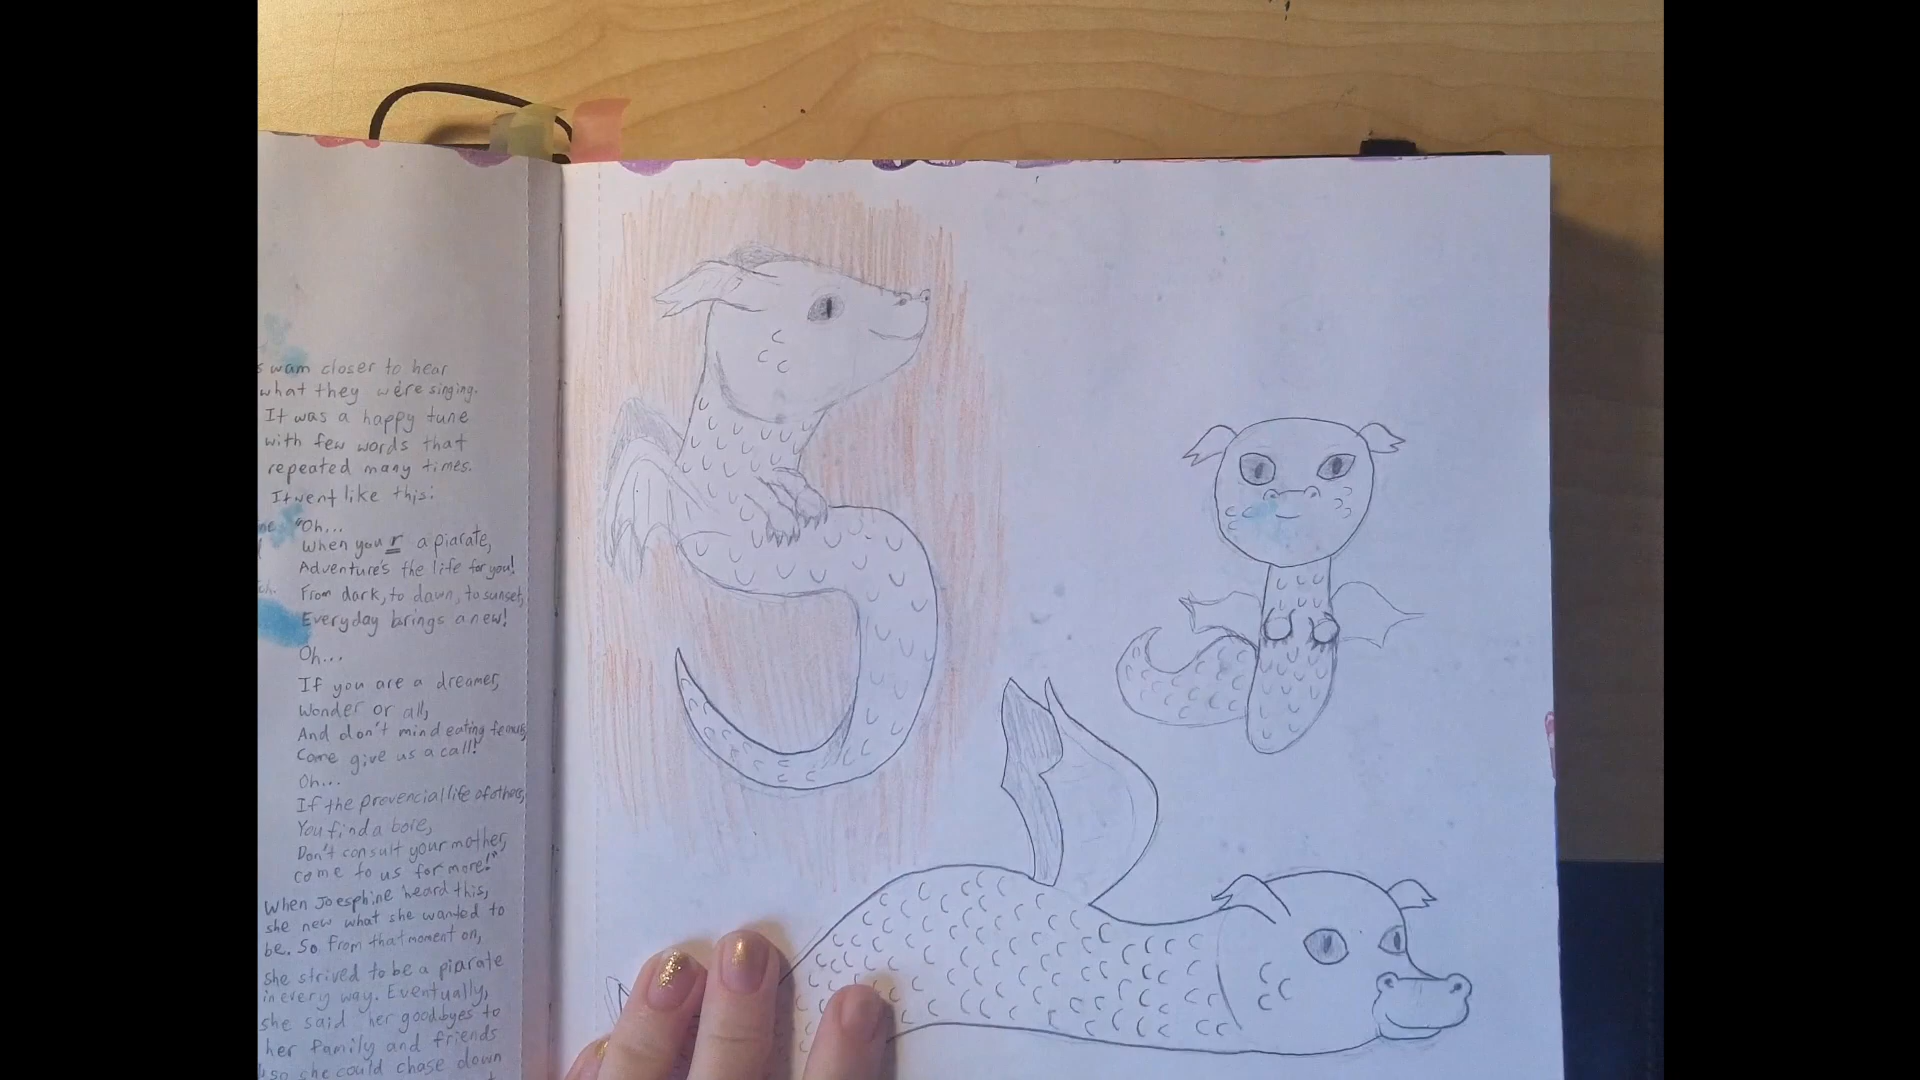 swam closer to hear
what they were singing.
It was a happy tune
with few words that
repeated many times.
It went like this:
"Oh...
When your a piarate,
Adventure's the life for you!
From dark, to dawn, to sunset,
Everyday brings a new!
Oh...
If you are a dreamer,
Wonder or all,
And don't mind eating
Come give us a call!
Oh...
If the provencial life of others,
You find a boie,
Don't consult your mother,
come to us for more!"
When Joesphine heard this,
she new what she wanted to
be. So from that moment on,
she strived to be a piarate
in every way. Eventually,
she said her goodbyes to
her family and friends
so she could chase down